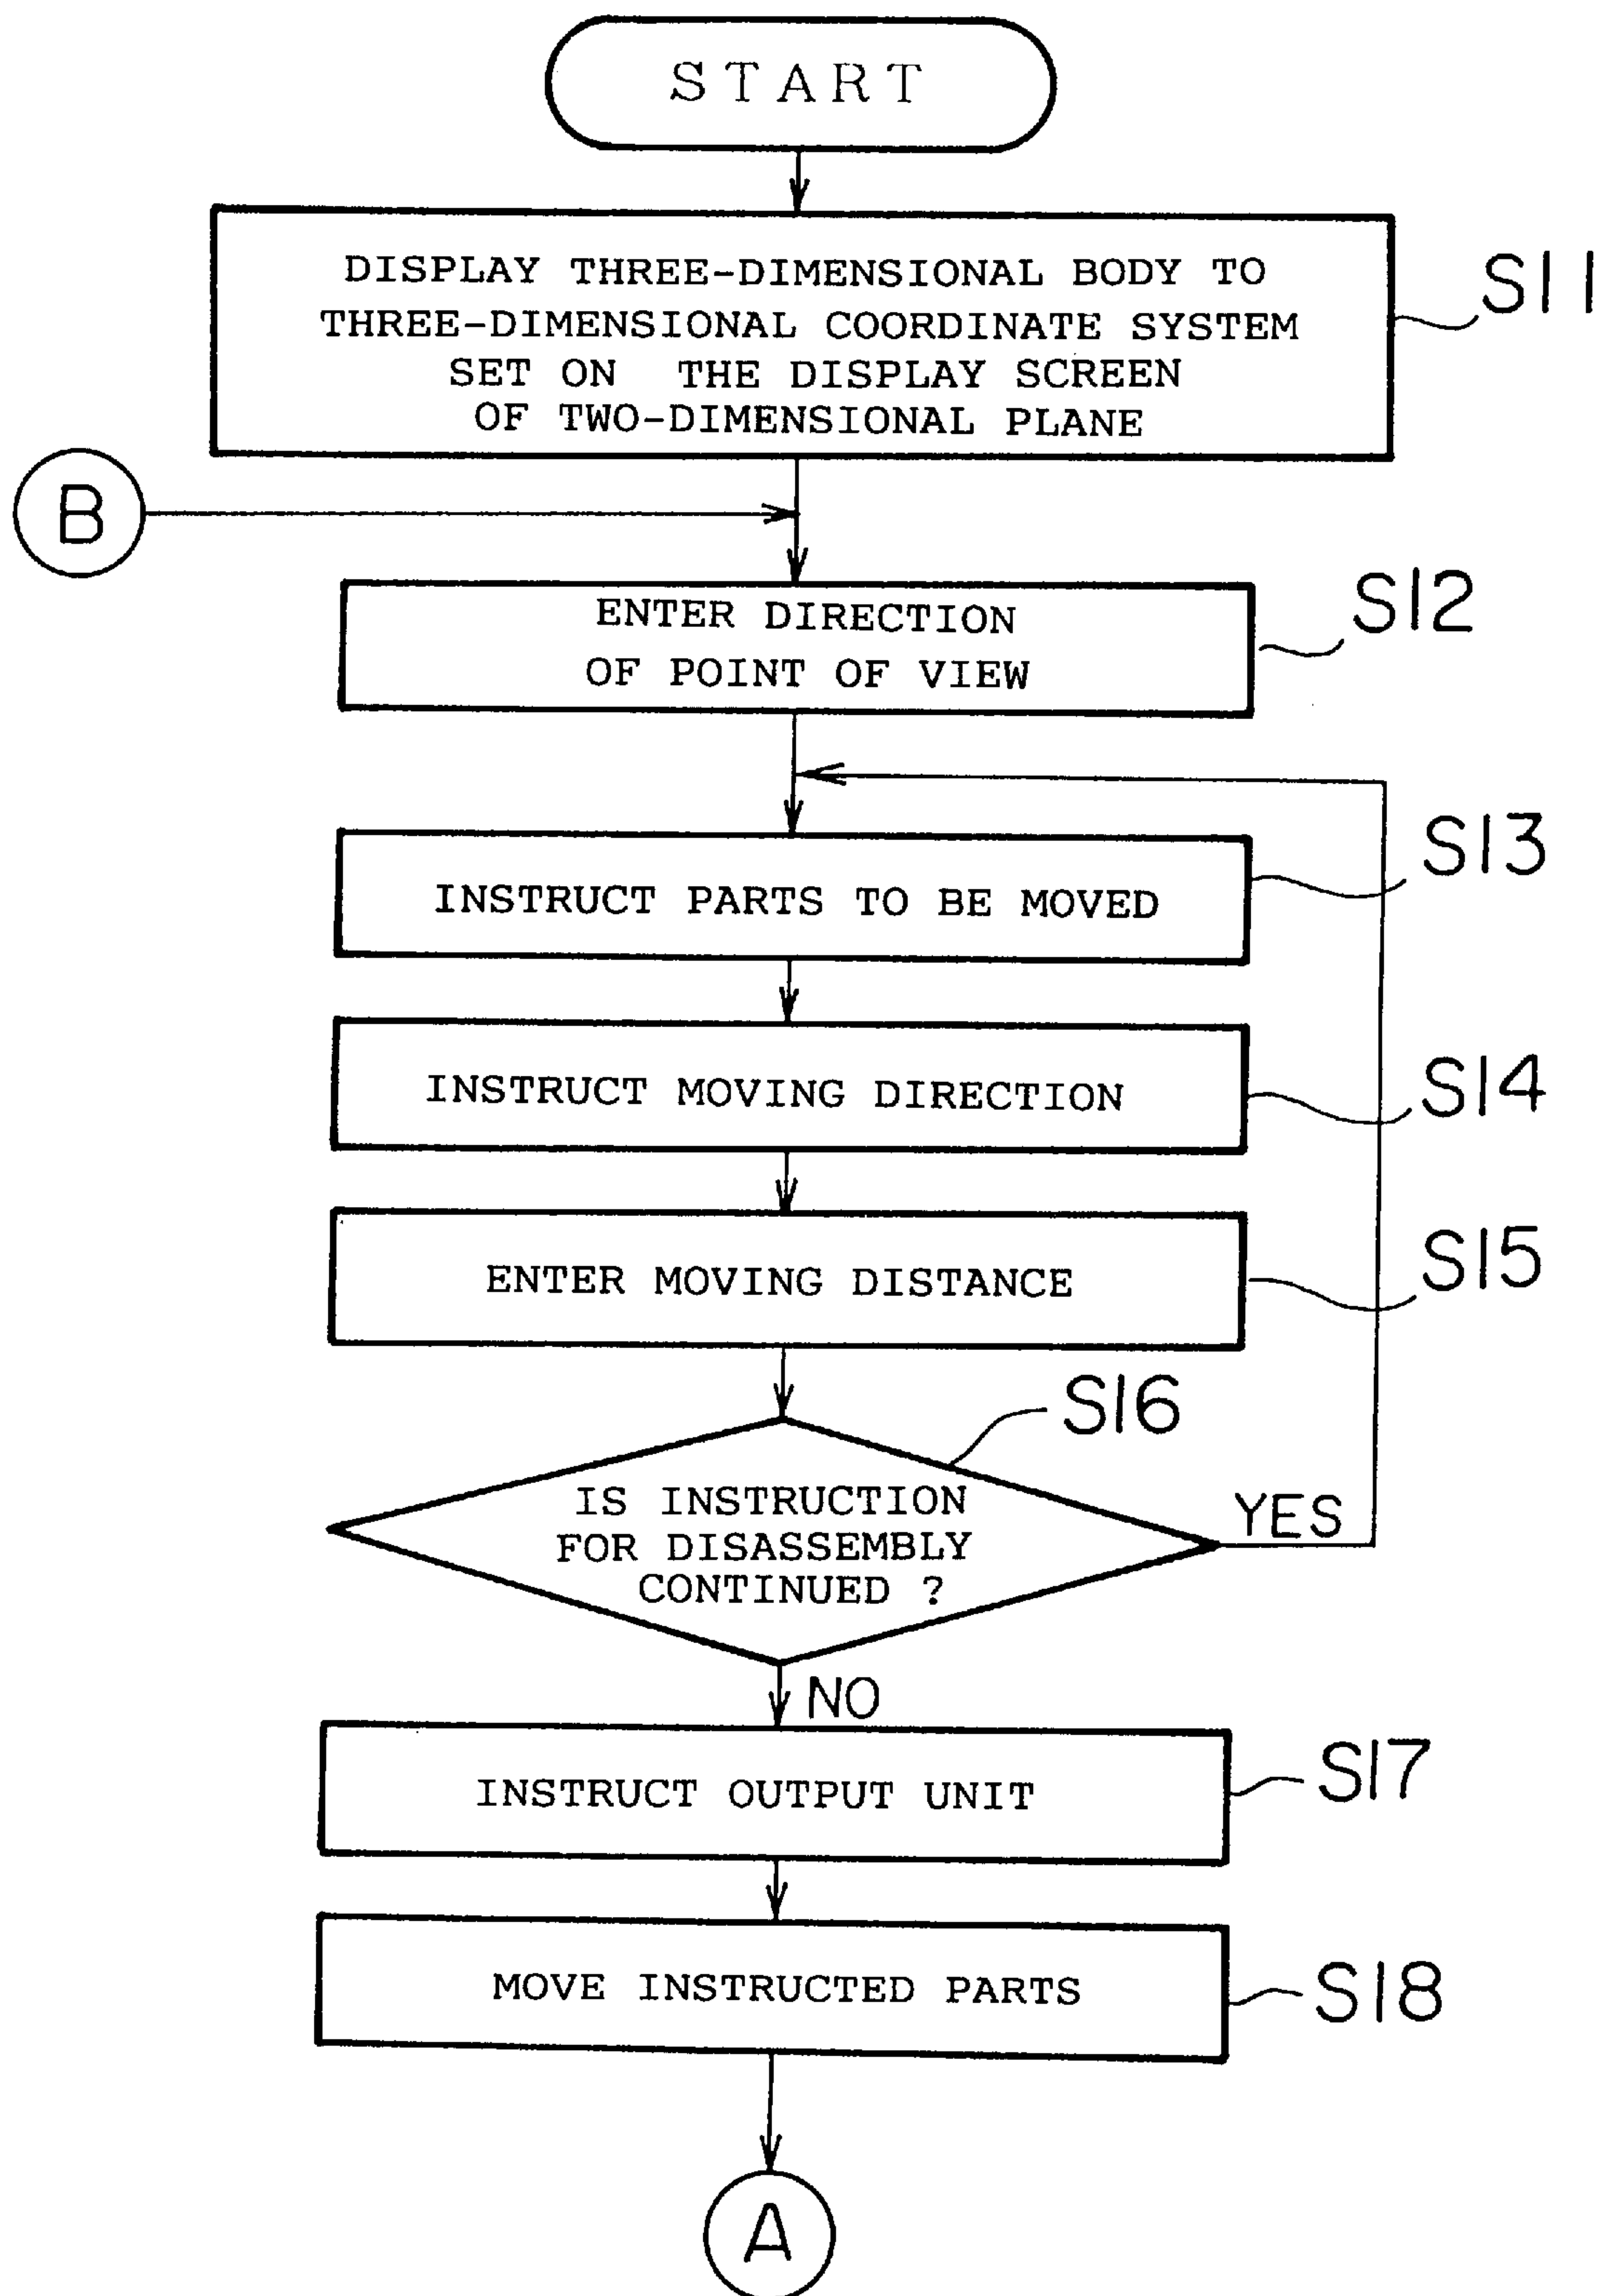 START
DISPLAY THREE-DIMENSIONAL BODY TO
THREE-DIMENSIONAL COORDINATE SYSTEM
SET ON THE DISPLAY SCREEN
OF TWO-DIMENSIONAL PLANE
S11
B
ENTER DIRECTION
OF POINT OF VIEW
S12
INSTRUCT PARTS TO BE MOVED
S13
INSTRUCT MOVING DIRECTION
S14
ENTER MOVING DISTANCE
S15
S16
IS INSTRUCTION
FOR DISASSEMBLY
CONTINUED ?
YES
NO
INSTRUCT OUTPUT UNIT
S17
MOVE INSTRUCTED PARTS
S18
A